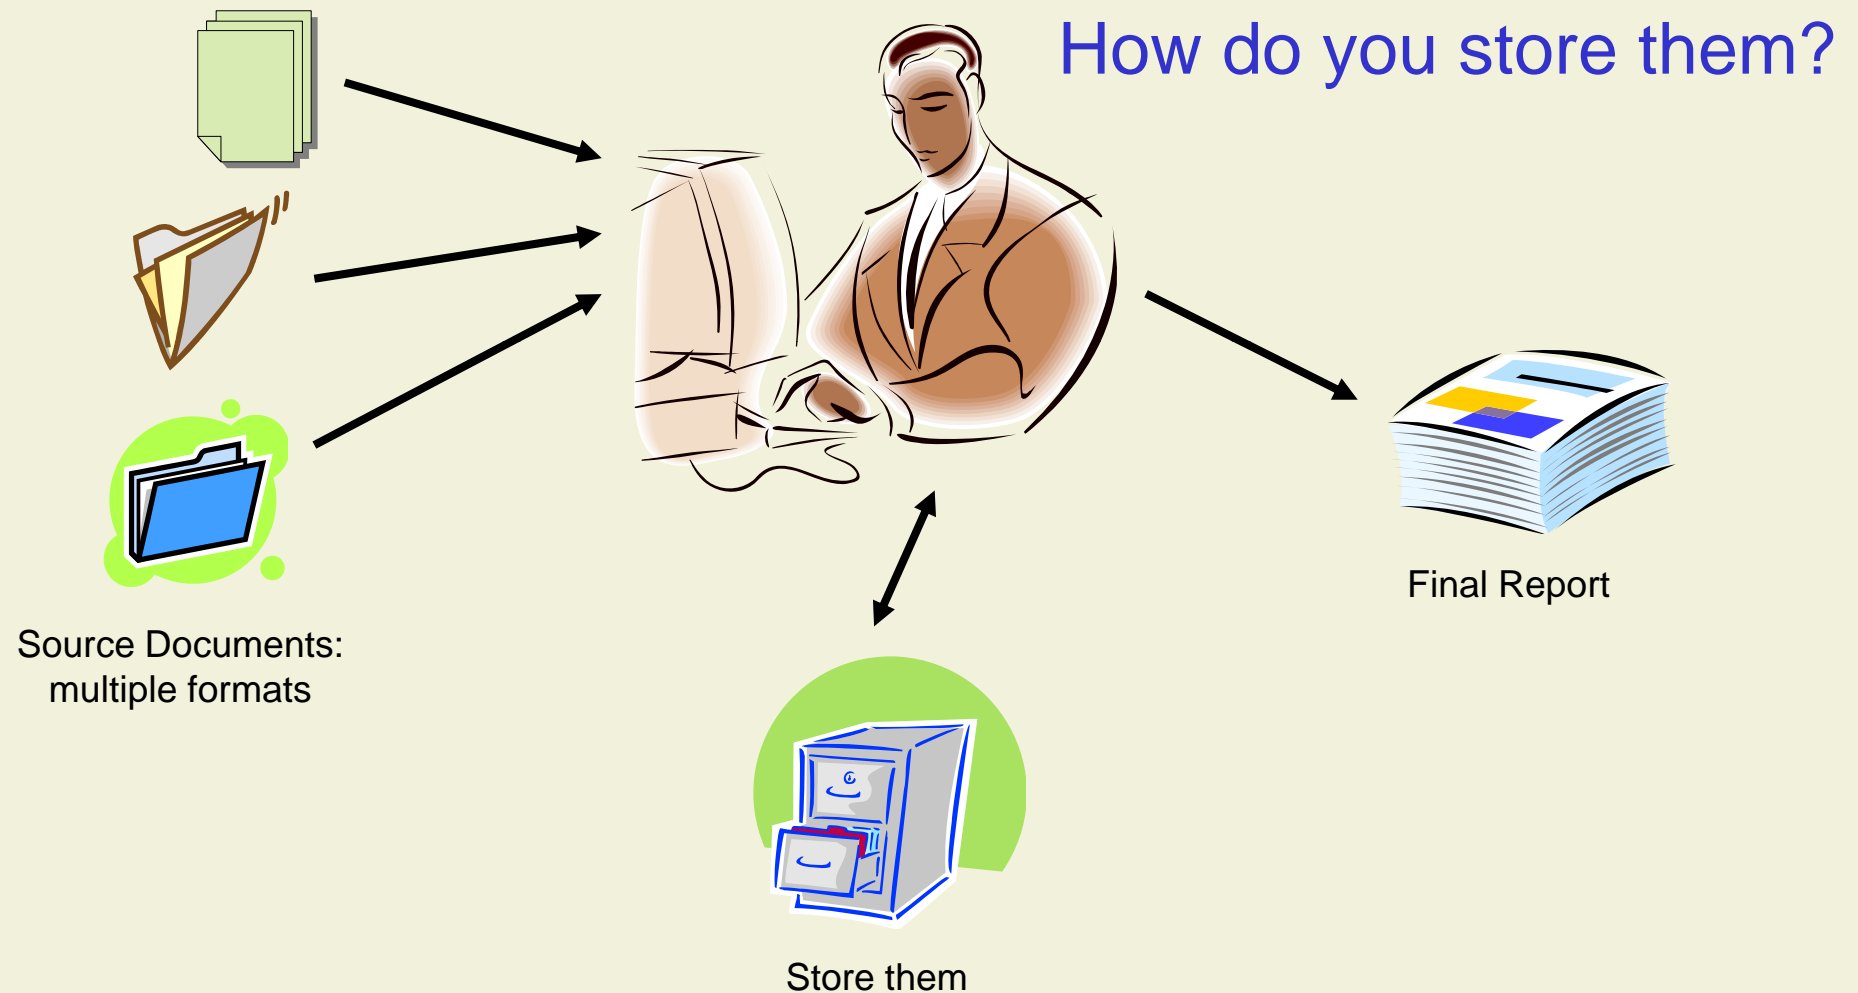 How do you store them?
Source Documents:
multiple formats
Final Report
Store them